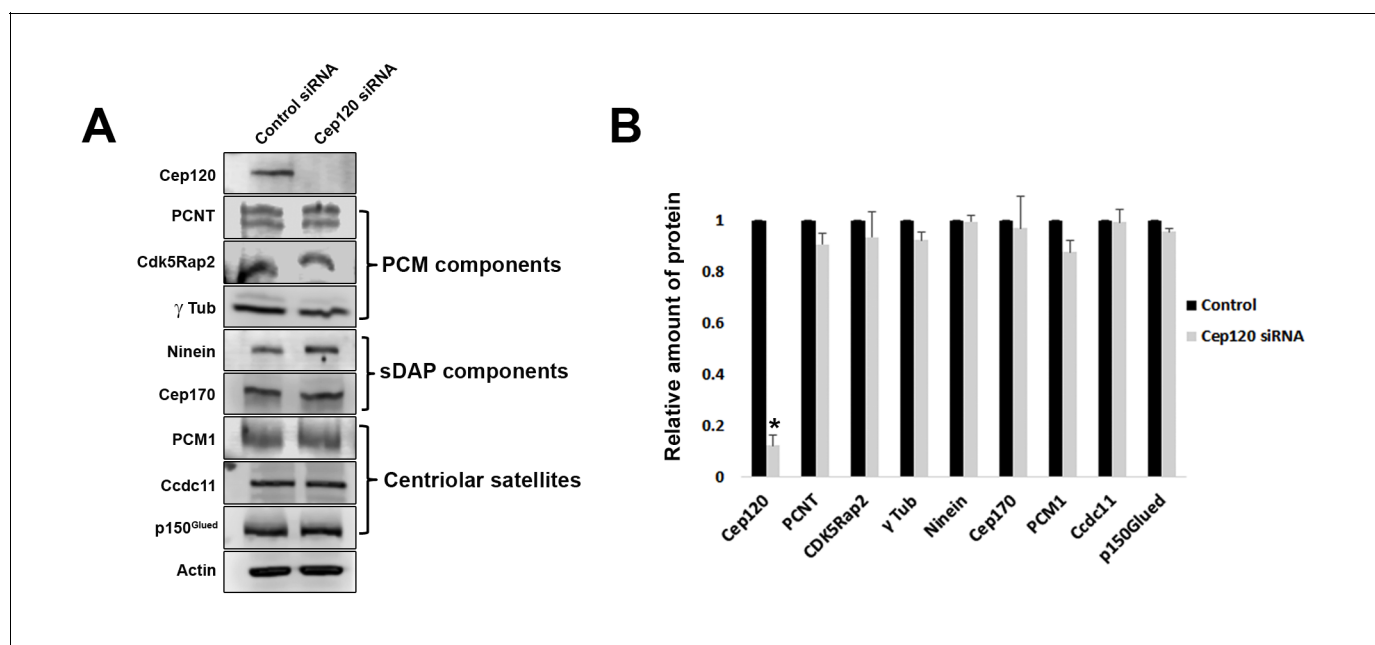 A
Control siRNA
Cep120 siRNA
Cep120
PCNT
Cdk5Rap2
γ Tub
PCM components
Ninein
Cep170
sDAP components
PCM1
Ccdc11
p150Glued
Centriolar satellites
Actin
B
Relative amount of protein
1
0.8
0.6
0.4
0.2
0
*
Cep120
PCNT
CDK5Rap2
γ Tub
Ninein
Cep170
PCM1
Ccdc11
p150Glued
Control
Cep120 siRNA